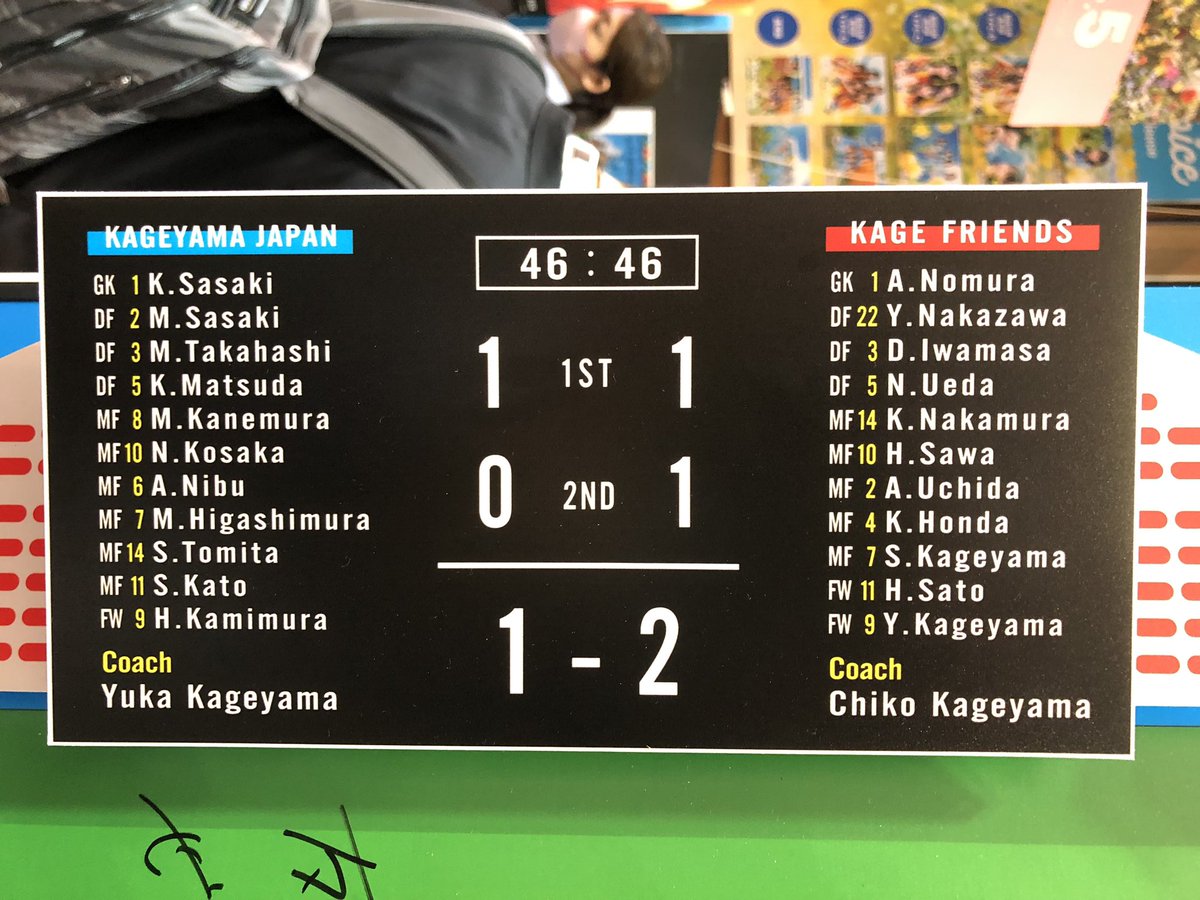 KAGEYAMA JAPAN
GK 1 K.Sasaki
DF 2 M.Sasaki
DF 3 M.Takahashi
DF 5 K.Matsuda
MF 8 M.Kanemura
MF 10 N.Kosaka
MF 6 A.Nibu
MF 7 M.Higashimura
MF 14 S.Tomita
MF 11 S.Kato
FW 9 H.Kamimura
Coach
Yuka Kageyama
46 : 46
1 1ST 1
0 2ND 1
1 - 2
KAGE FRIENDS
GK 1 A.Nomura
DF 22 Y.Nakazawa
DF 3 D.Iwamasa
DF 5 N.Ueda
MF 14 K.Nakamura
MF 10 H.Sawa
MF 2 A.Uchida
MF 4 K.Honda
MF 7 S.Kageyama
FW 11 H.Sato
FW 9 Y.Kageyama
Coach
Chiko Kageyama
.5